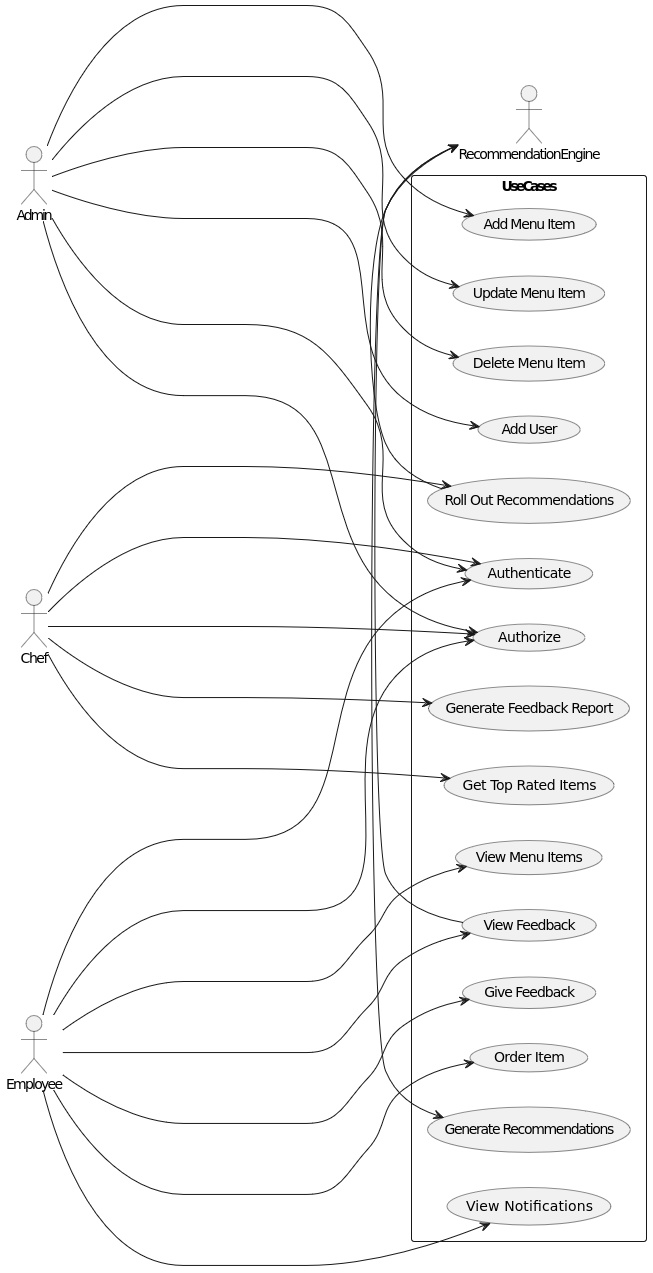 RecommendationEngine
UseCases
Admin
Add Menu Item
Update Menu Item
Delete Menu Item
Add User
Roll Out Recommendations
Authenticate
Chef
Authorize
Generate Feedback Report
Get Top Rated Items
View Menu Items
View Feedback
Give Feedback
Employee
Order Item
Generate Recommendations
View Notifications